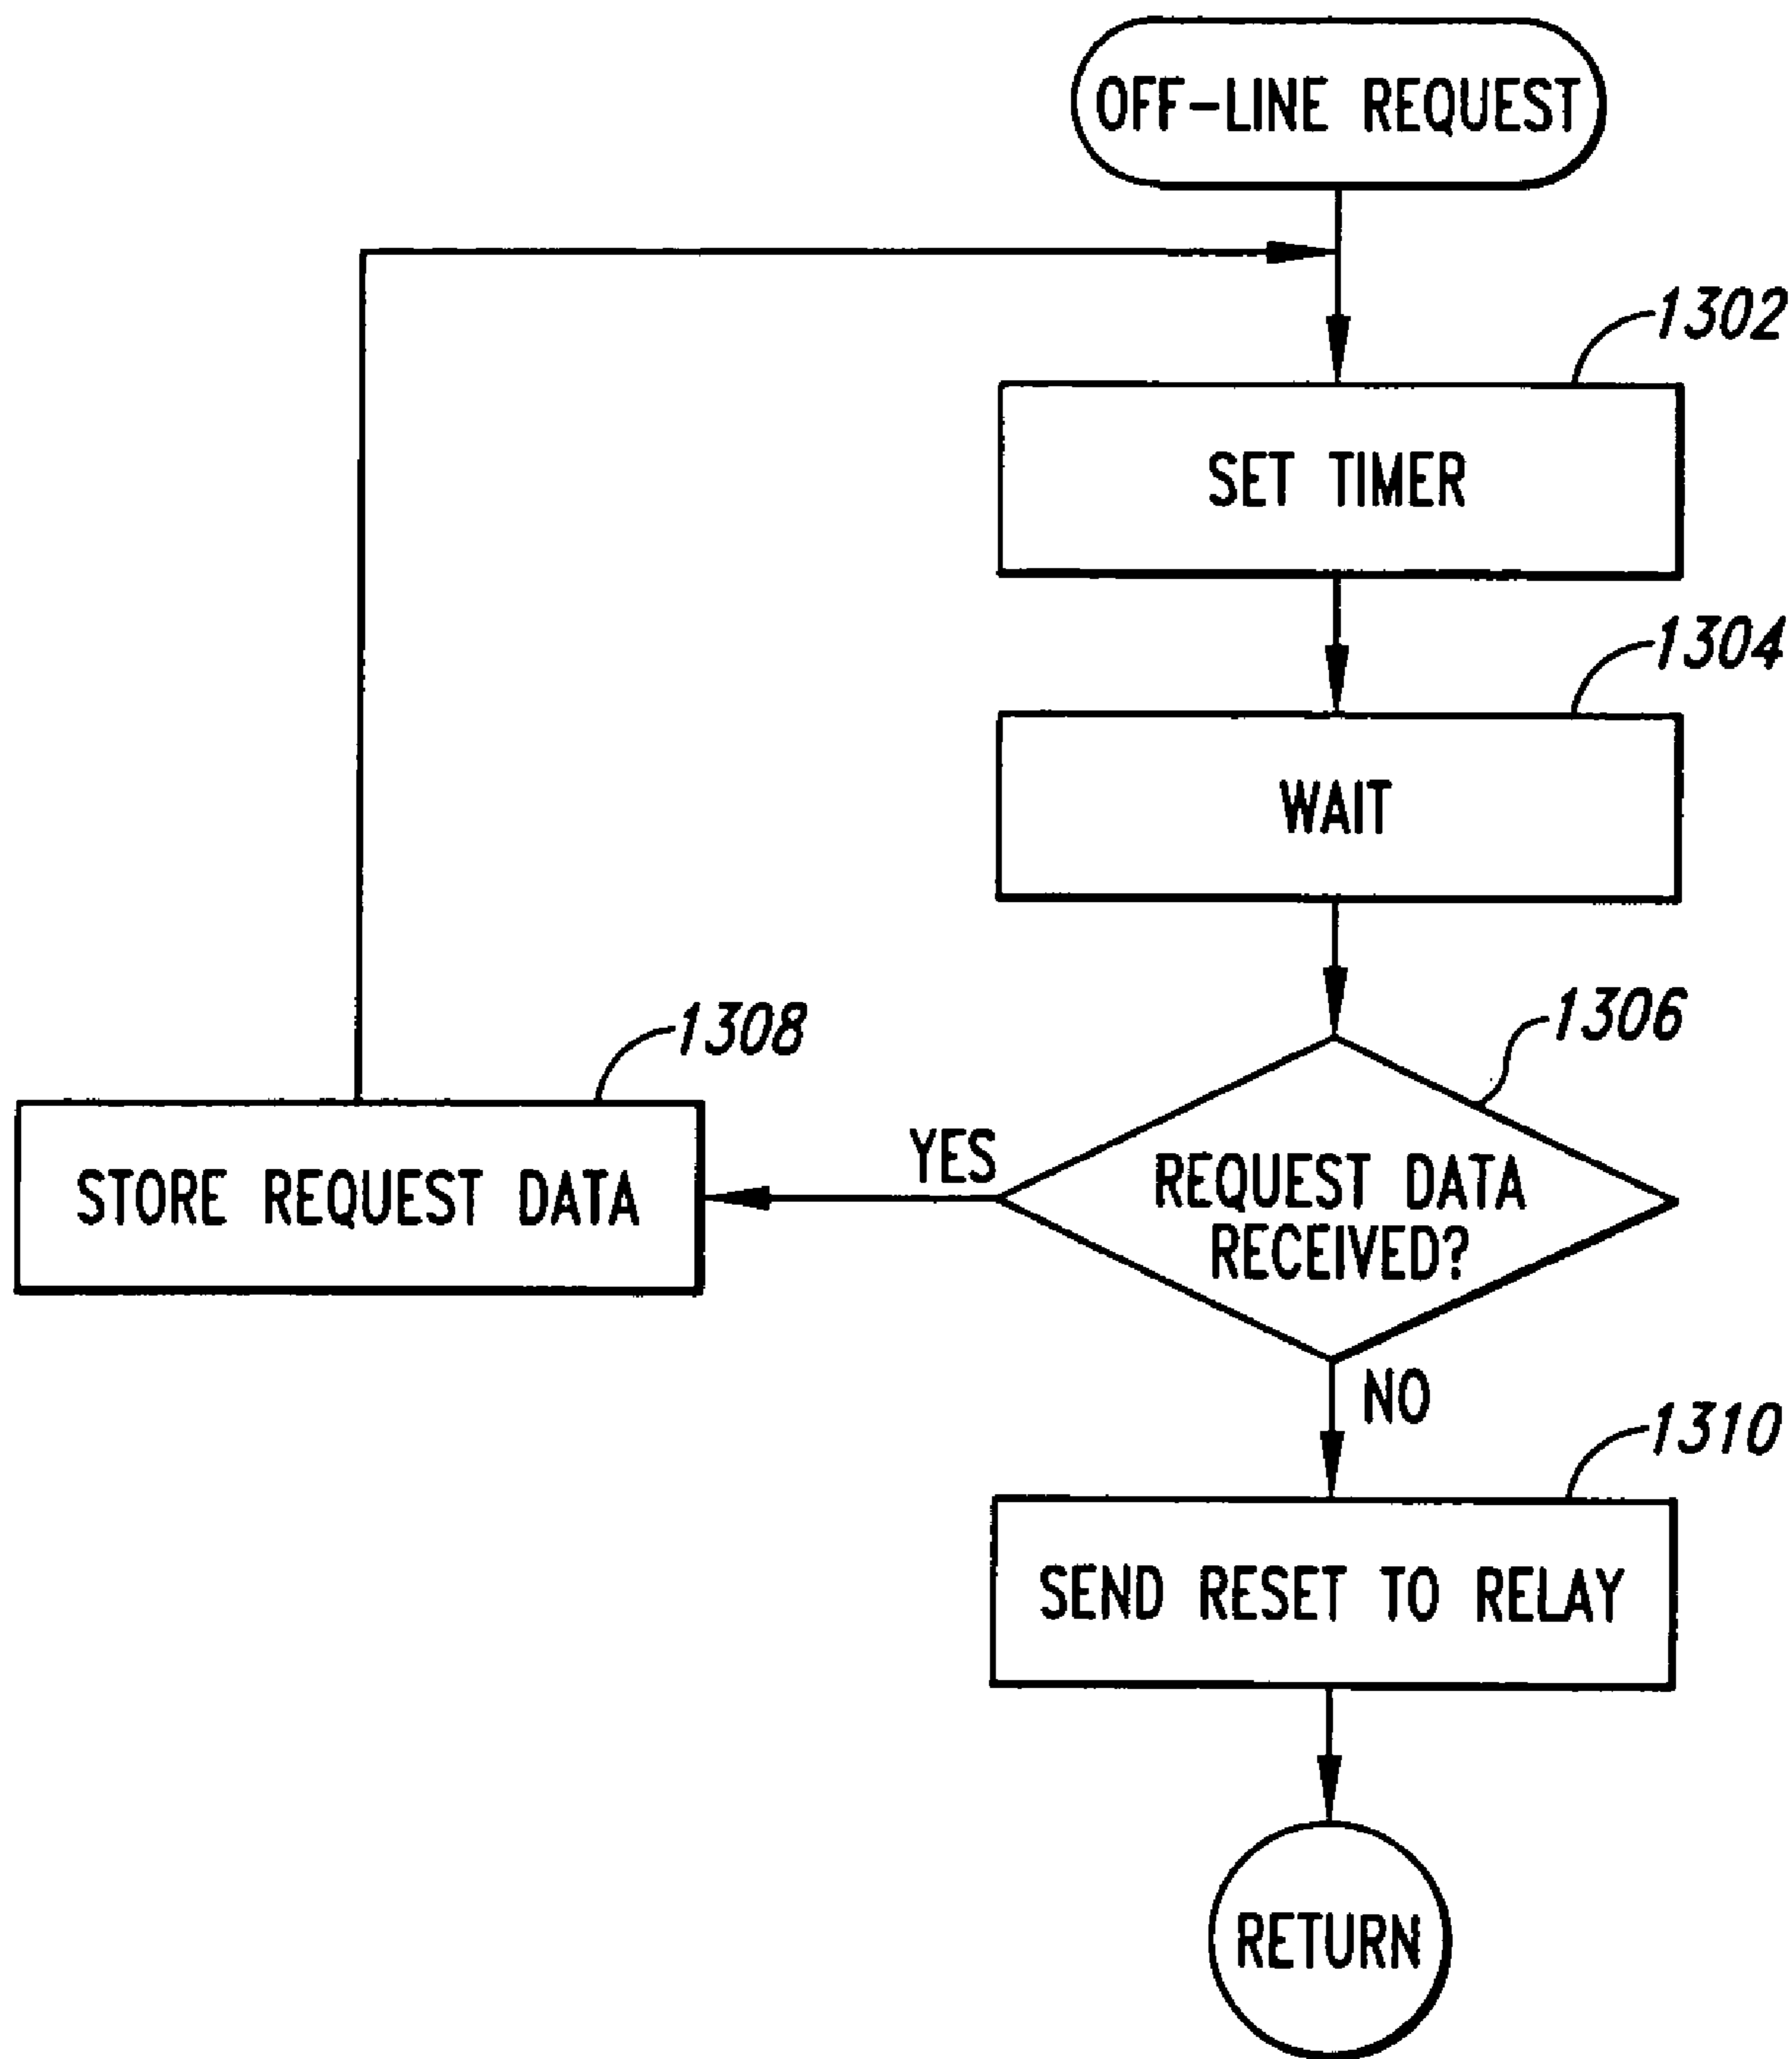 OFF-LINE REQUEST
1302
SET TIMER
1304
WAIT
1306
1308
YES
REQUEST DATA
RECEIVED?
STORE REQUEST DATA
NO
1310
SEND RESET TO RELAY
RETURN